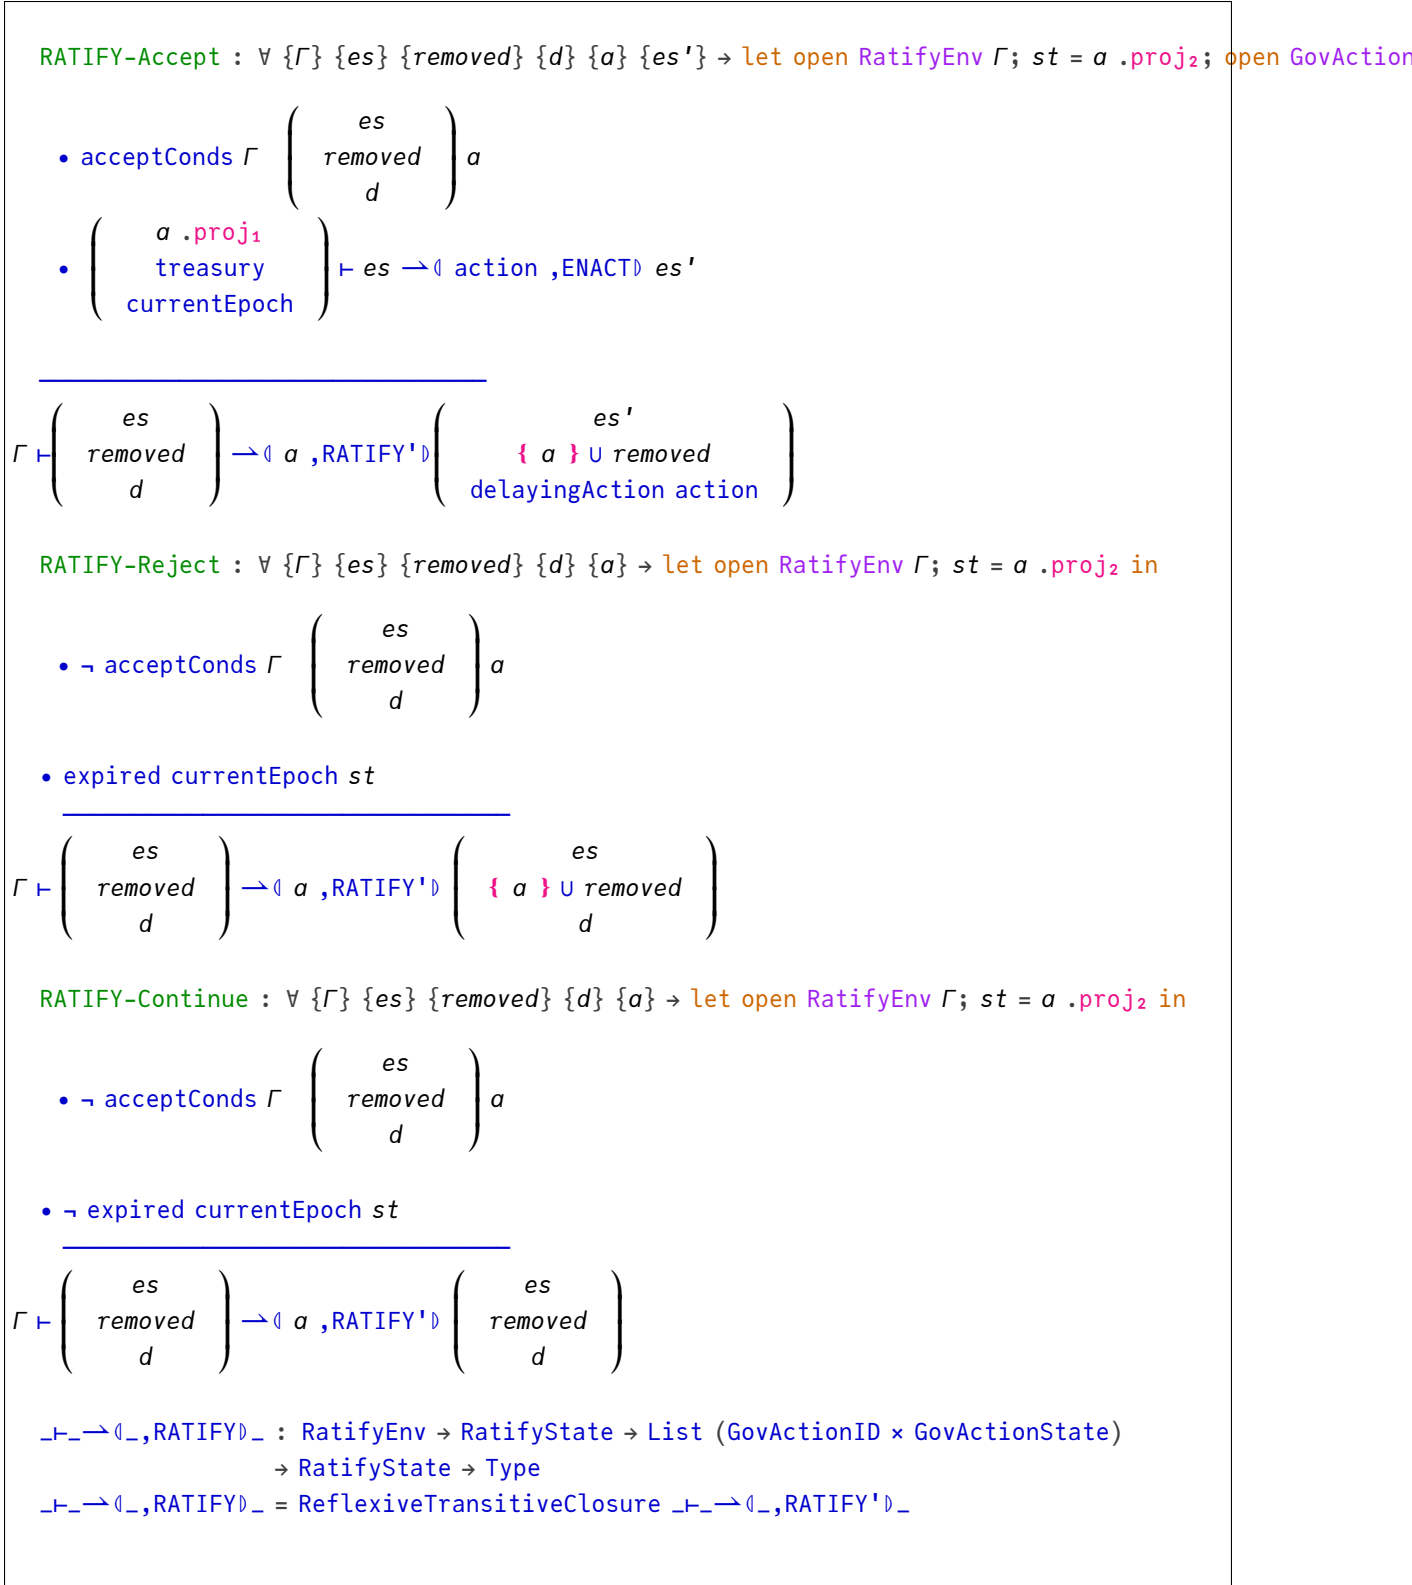 RATIFY-Accept : ∀ {Γ} {es} {removed} {d} {a} {es'} → let open RatifyEnv Γ; st = a .proj₂; open GovAction
es
• acceptConds Γ removed a
d
a .proj₁
• treasury ⊢ es ⇀⦇ action ,ENACT⦈ es'
currentEpoch
────────────────────────────────
es es'
Γ ⊢ removed ⇀⦇ a ,RATIFY'⦈ ❴ a ❵ ∪ removed
d delayingAction action
RATIFY-Reject : ∀ {Γ} {es} {removed} {d} {a} → let open RatifyEnv Γ; st = a .proj₂ in
es
• ¬ acceptConds Γ removed a
d
• expired currentEpoch st
────────────────────────────────
es es
Γ ⊢ removed ⇀⦇ a ,RATIFY'⦈ ❴ a ❵ ∪ removed
d d
RATIFY-Continue : ∀ {Γ} {es} {removed} {d} {a} → let open RatifyEnv Γ; st = a .proj₂ in
es
• ¬ acceptConds Γ removed a
d
• ¬ expired currentEpoch st
────────────────────────────────
es es
Γ ⊢ removed ⇀⦇ a ,RATIFY'⦈ removed
d d
_⊢_⇀⦇_,RATIFY⦈_ : RatifyEnv → RatifyState → List (GovActionID × GovActionState)
→ RatifyState → Type
_⊢_⇀⦇_,RATIFY⦈_ = ReflexiveTransitiveClosure _⊢_⇀⦇_,RATIFY'⦈_